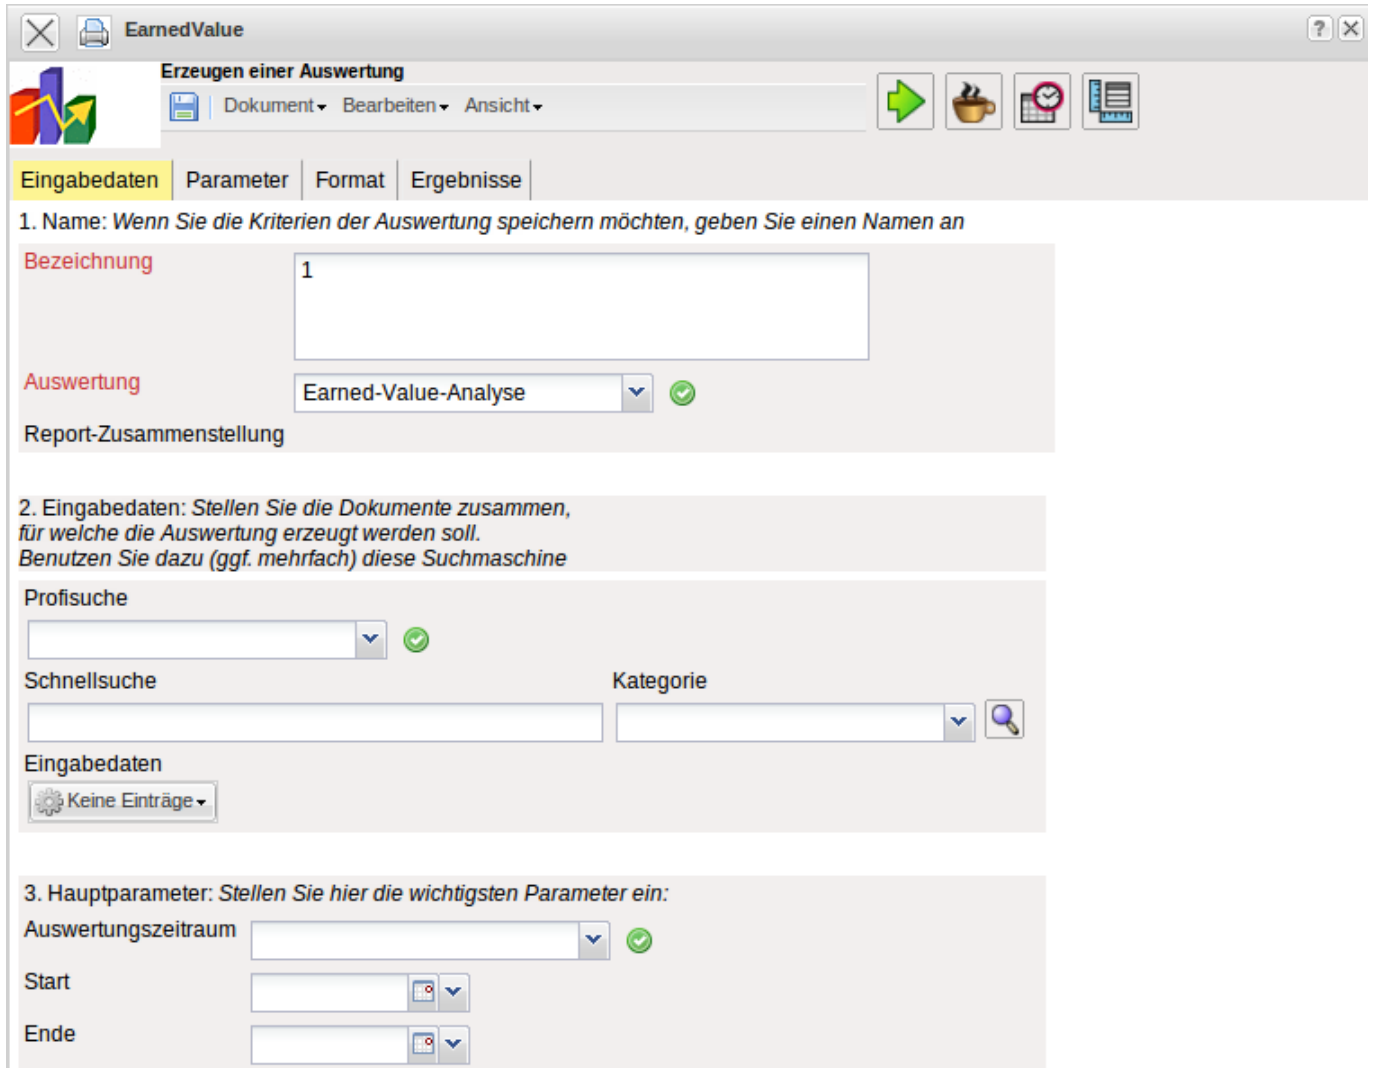 EarnedValue
?
Erzeugen einer Auswertung
Dokument Bearbeiten Ansicht
Eingabedaten Parameter Format Ergebnisse
1. Name: Wenn Sie die Kriterien der Auswertung speichern möchten, geben Sie einen Namen an
Bezeichnung
1
Auswertung
Earned-Value-Analyse
Report-Zusammenstellung
2. Eingabedaten: Stellen Sie die Dokumente zusammen,
für welche die Auswertung erzeugt werden soll.
Benutzen Sie dazu (ggf. mehrfach) diese Suchmaschine
Profisuche
Schnellsuche Kategorie
Eingabedaten
Keine Einträge
3. Hauptparameter: Stellen Sie hier die wichtigsten Parameter ein:
Auswertungszeitraum
Start
Ende